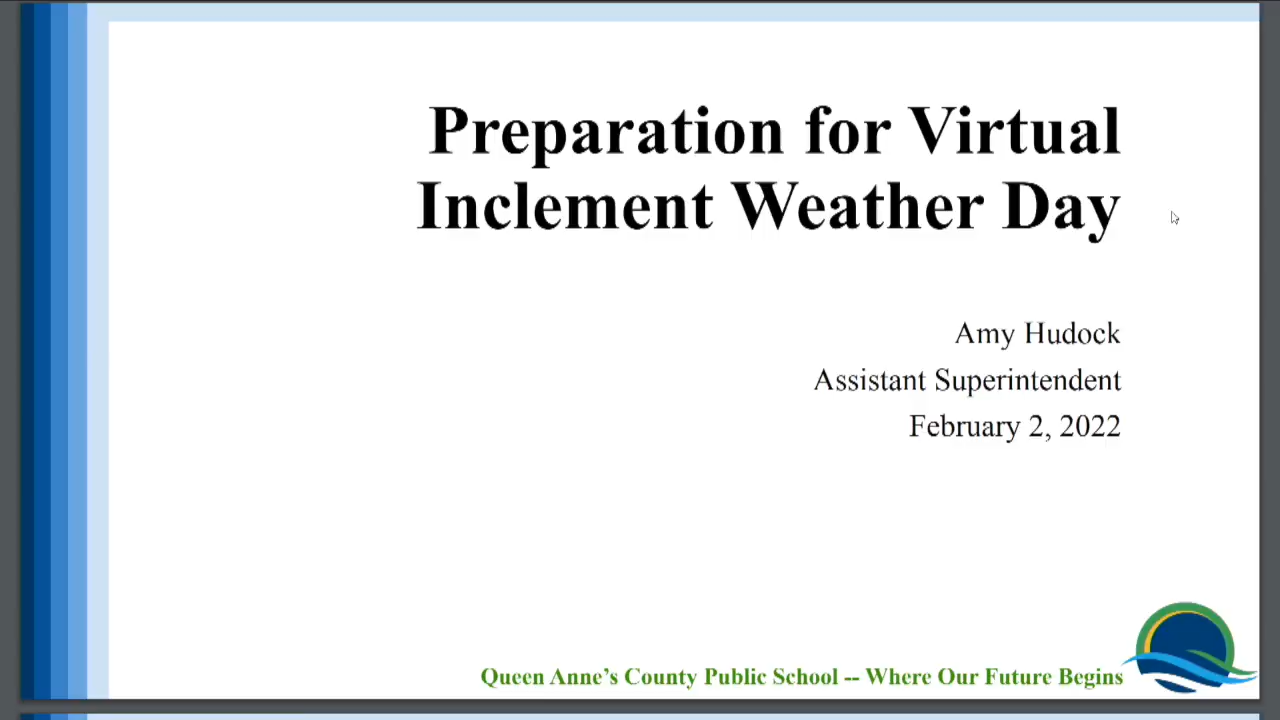 Preparation for Virtual
Inclement Weather Day
Amy Hudock
Assistant Superintendent
February 2, 2022
Queen Anne’s County Public School -- Where Our Future Begins